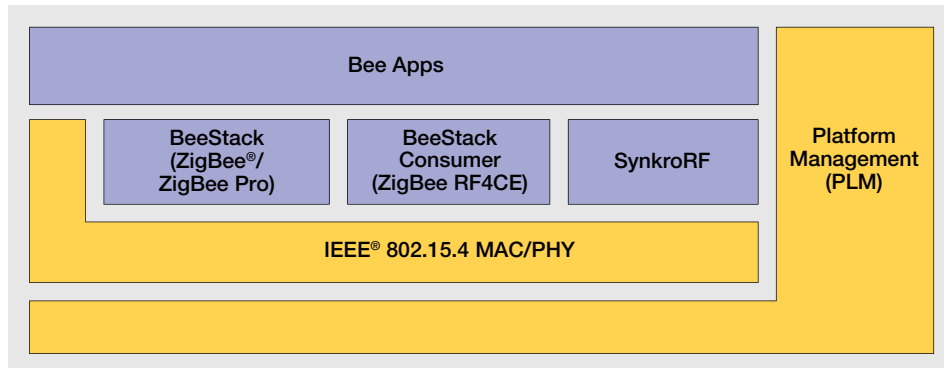 Bee Apps
BeeStack
(ZigBee®/
ZigBee Pro)
BeeStack
Consumer
(ZigBee RF4CE)
SynkroRF
Platform
Management
(PLM)
IEEE® 802.15.4 MAC/PHY